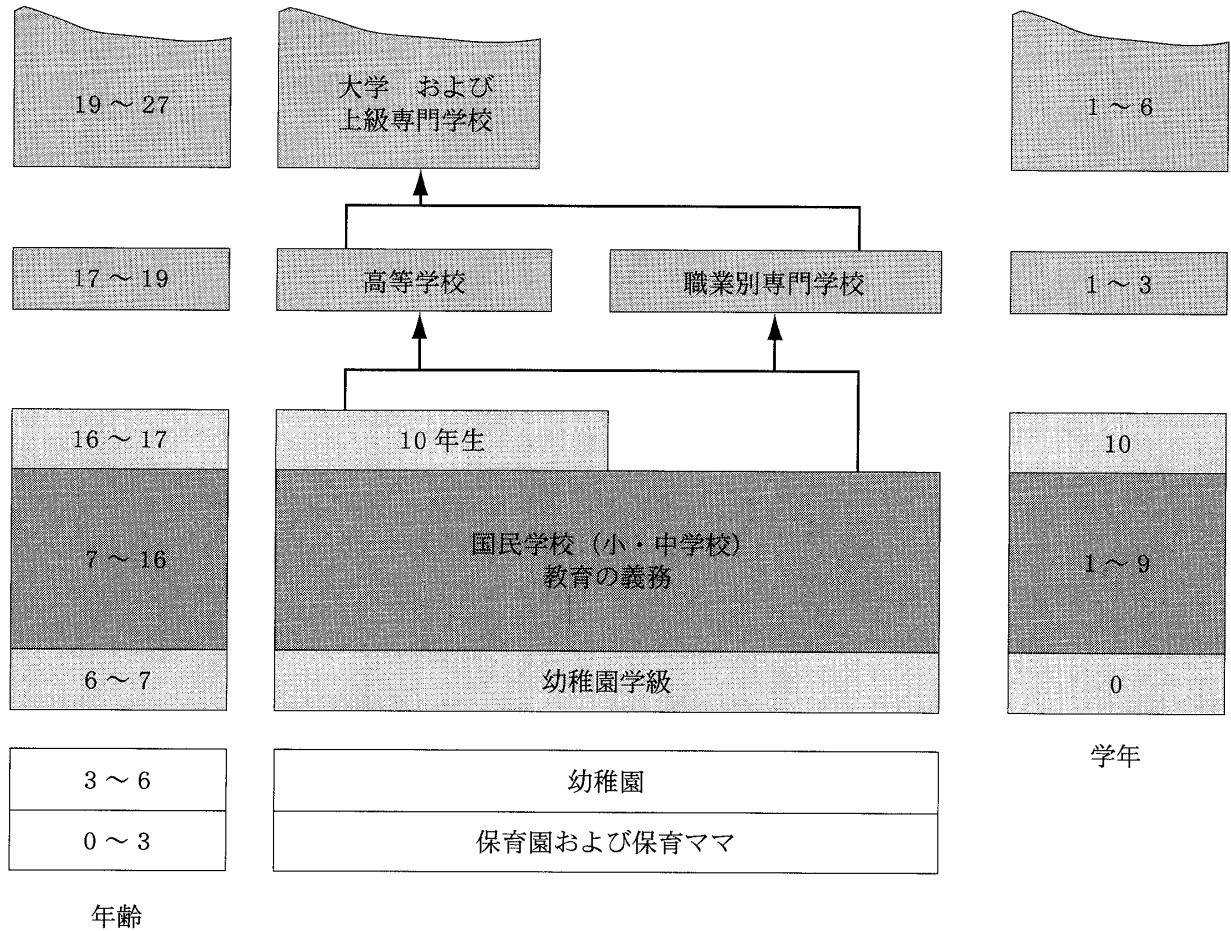 19～27
大学　および
上級専門学校
1～6
17～19
高等学校
職業別専門学校
1～3
16～17
10年生
10
7～16
国民学校（小・中学校）
教育の義務
1～9
6～7
幼稚園学級
0
学年
3～6
幼稚園
0～3
保育園および保育ママ
年齢